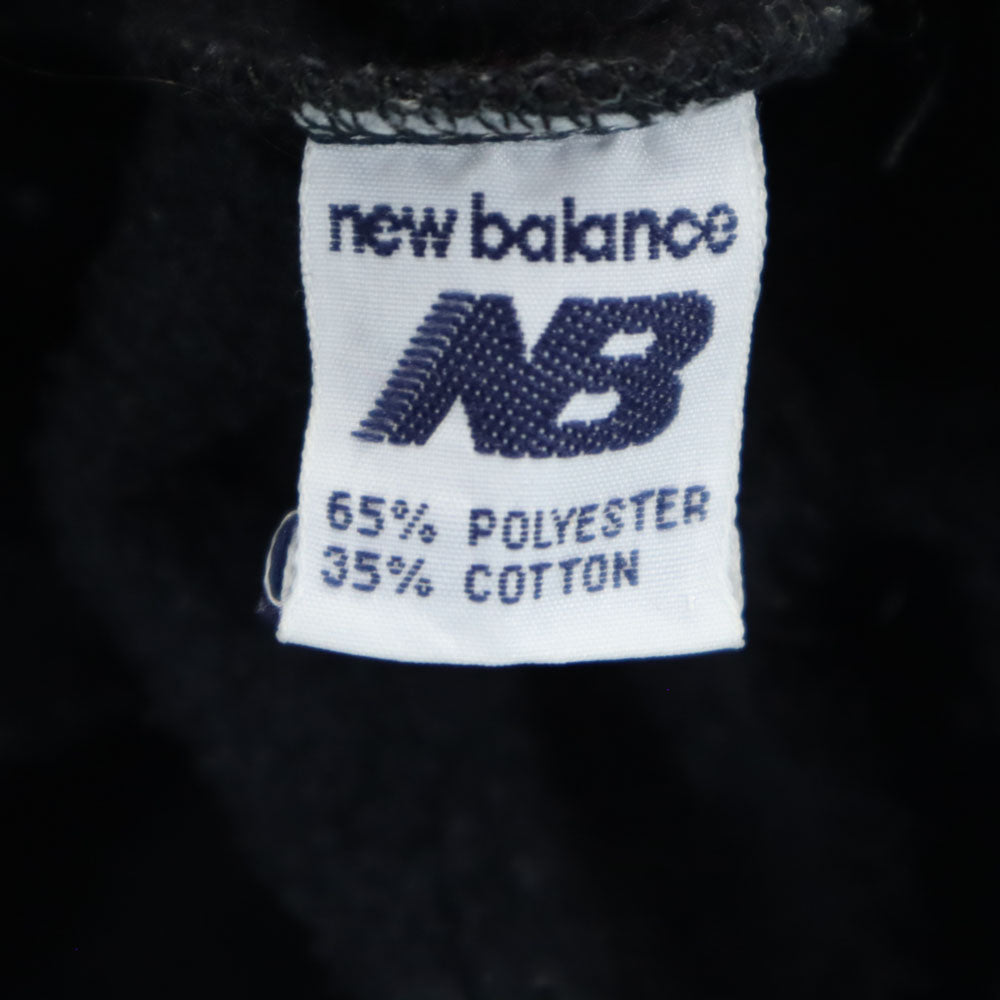 new balance
NB
65% POLYESTER
35% COTTON